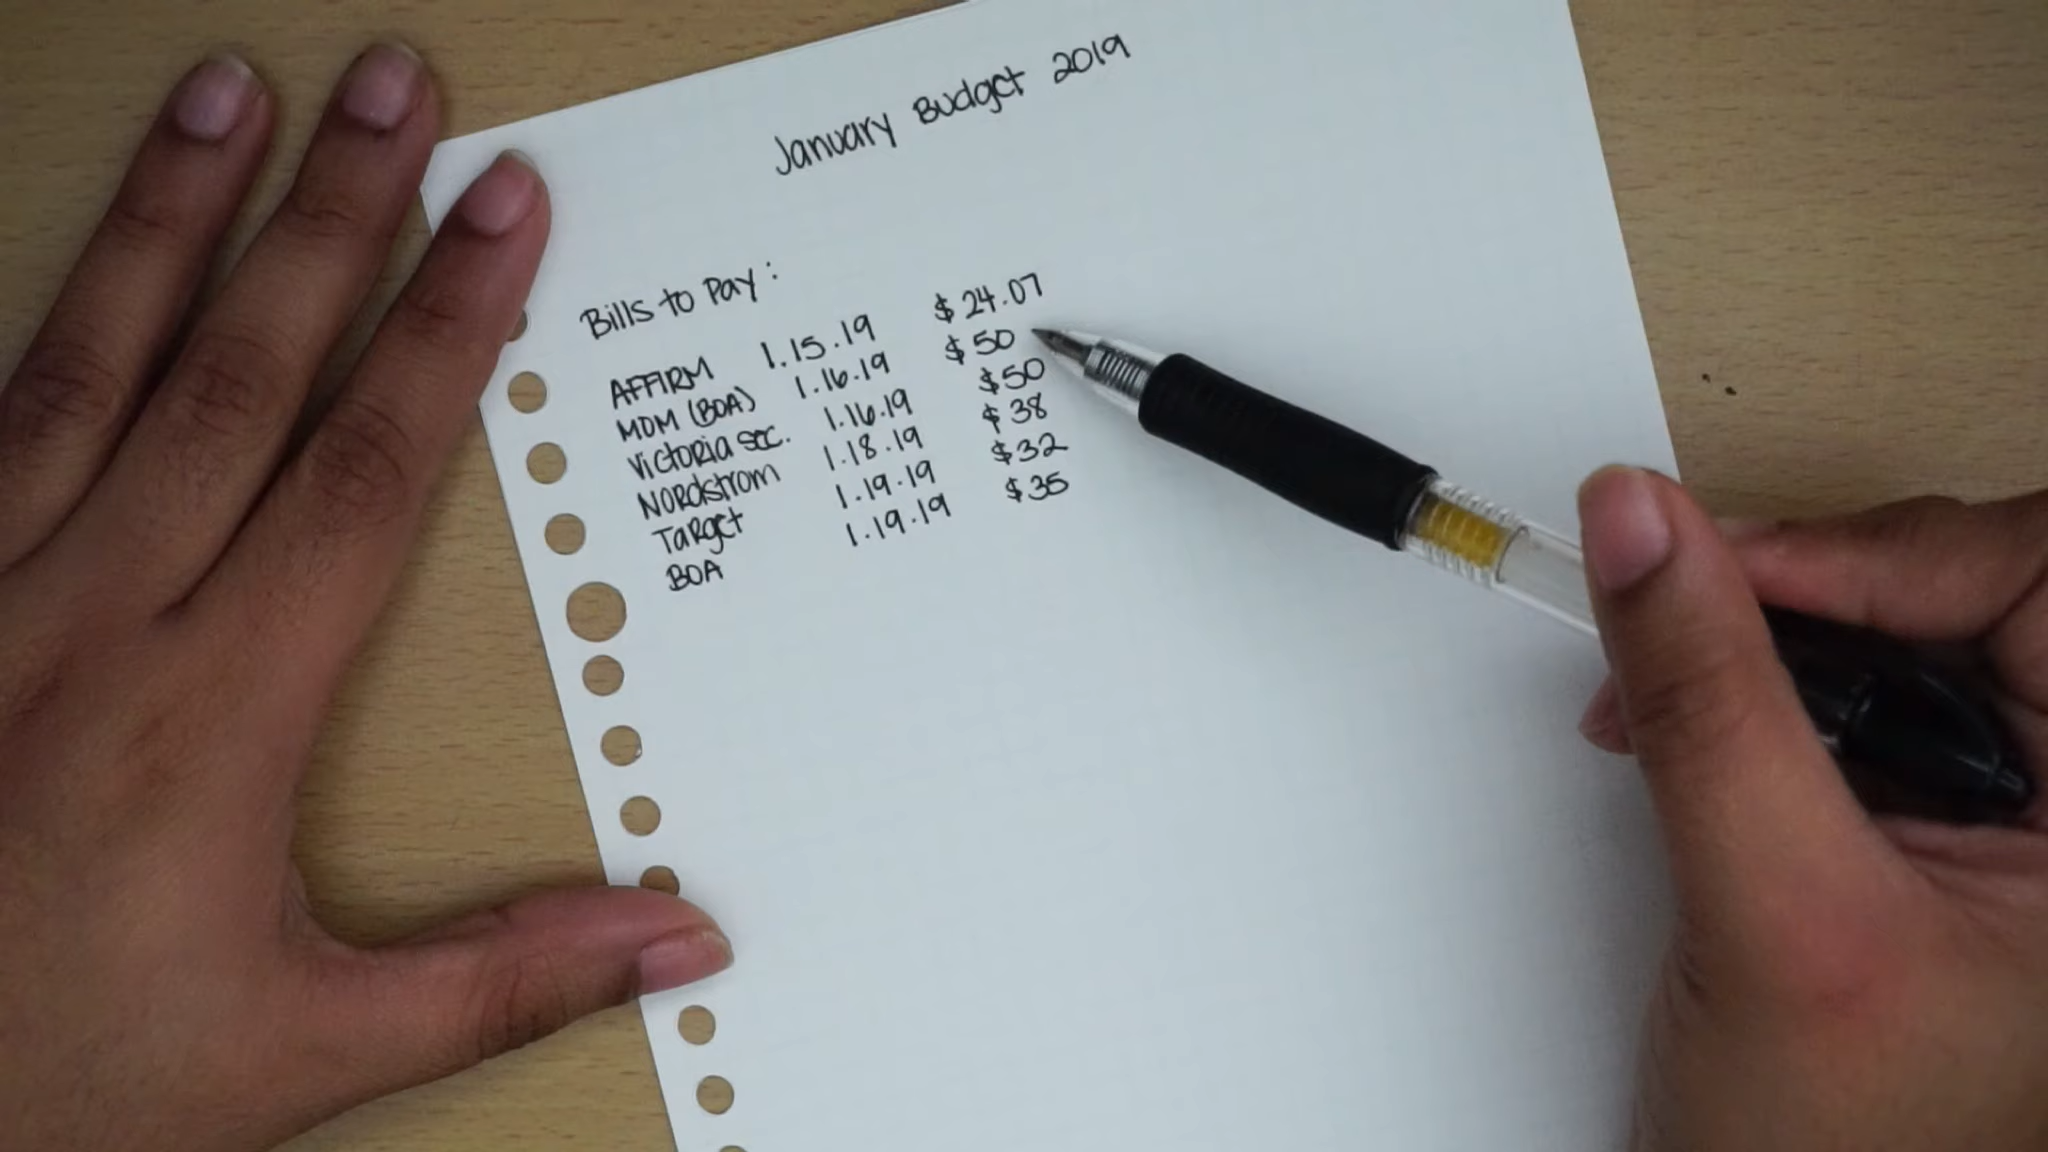 January Budget 2019
Bills to Pay:
AFFIRM 1.15.19 $24.07
MOM (BOA) 1.16.19 $50
Victoria sec. 1.16.19 $50
Nordstrom 1.18.19 $38
Target 1.19.19 $32
BOA 1.19.19 $35